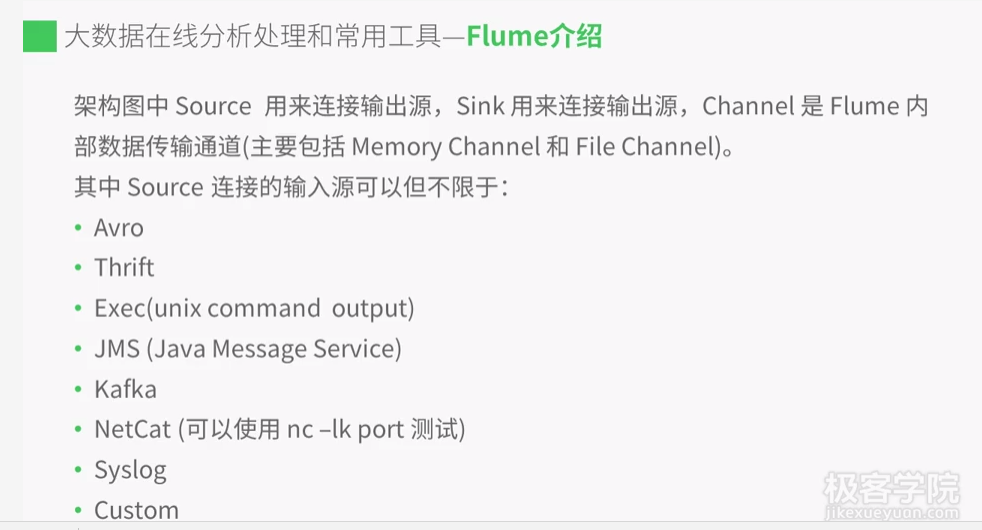 大数据在线分析处理和常用工具—Flume介绍
架构图中 Source 用来连接输出源，Sink 用来连接输出源，Channel 是 Flume 内
部数据传输通道(主要包括 Memory Channel 和 File Channel)。
其中 Source 连接的输入源可以但不限于：
• Avro
• Thrift
• Exec(unix command output)
• JMS (Java Message Service)
• Kafka
• NetCat (可以使用 nc –lk port 测试)
• Syslog
• Custom
极客学院
jikexueyuan.com